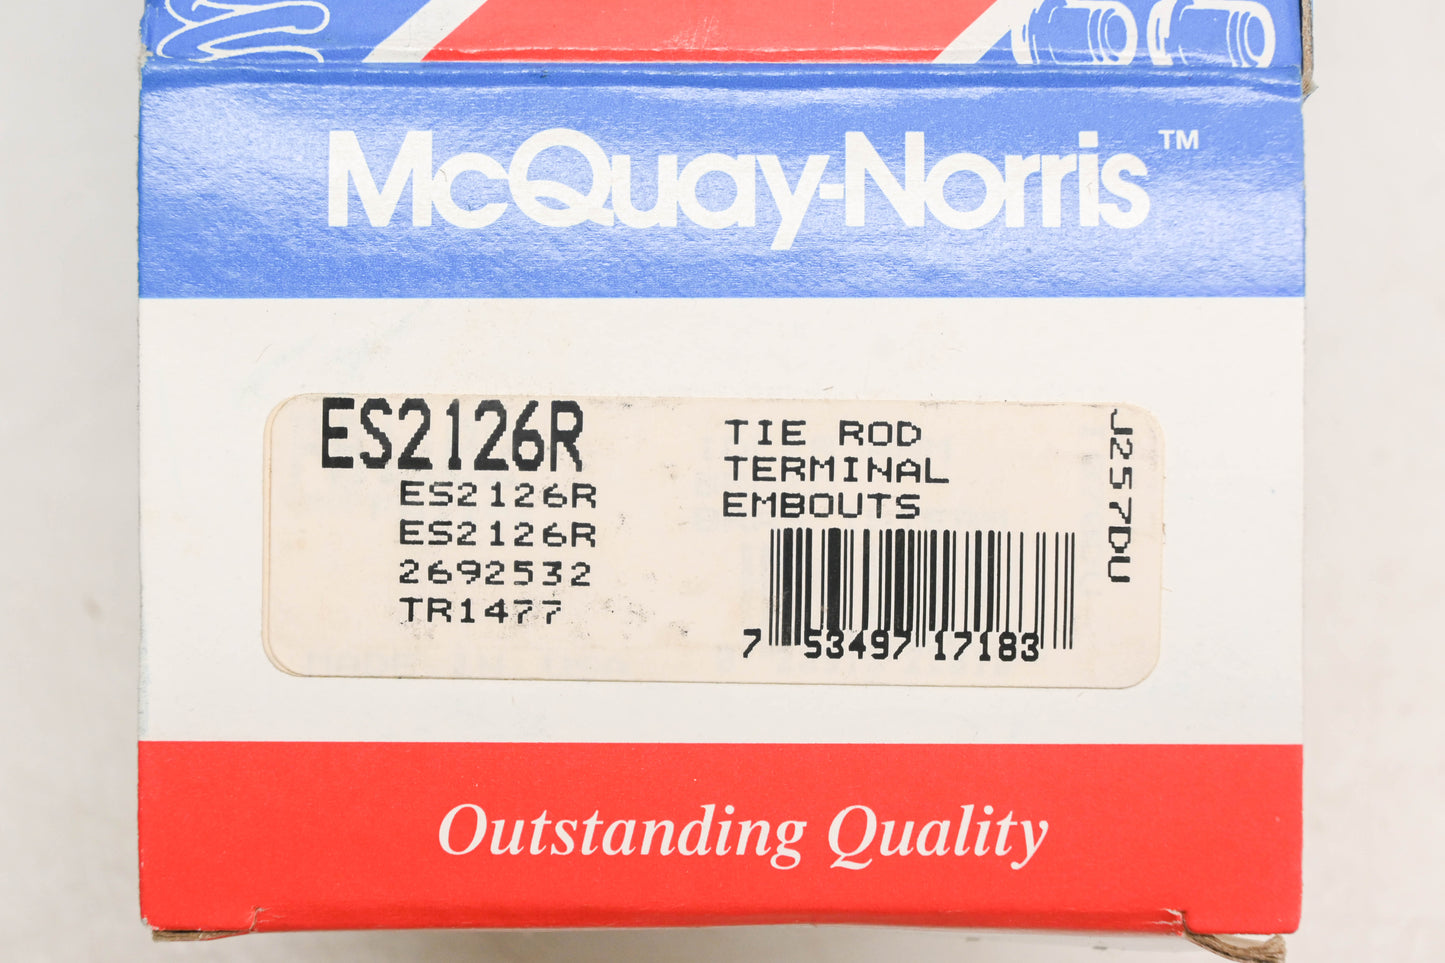 McQuay-Norris™
ES2126R
ES2126R
ES2126R
2692532
TR1477
TIE ROD
TERMINAL
EMBOUTS
7 53497 17183
J257DU
Outstanding Quality